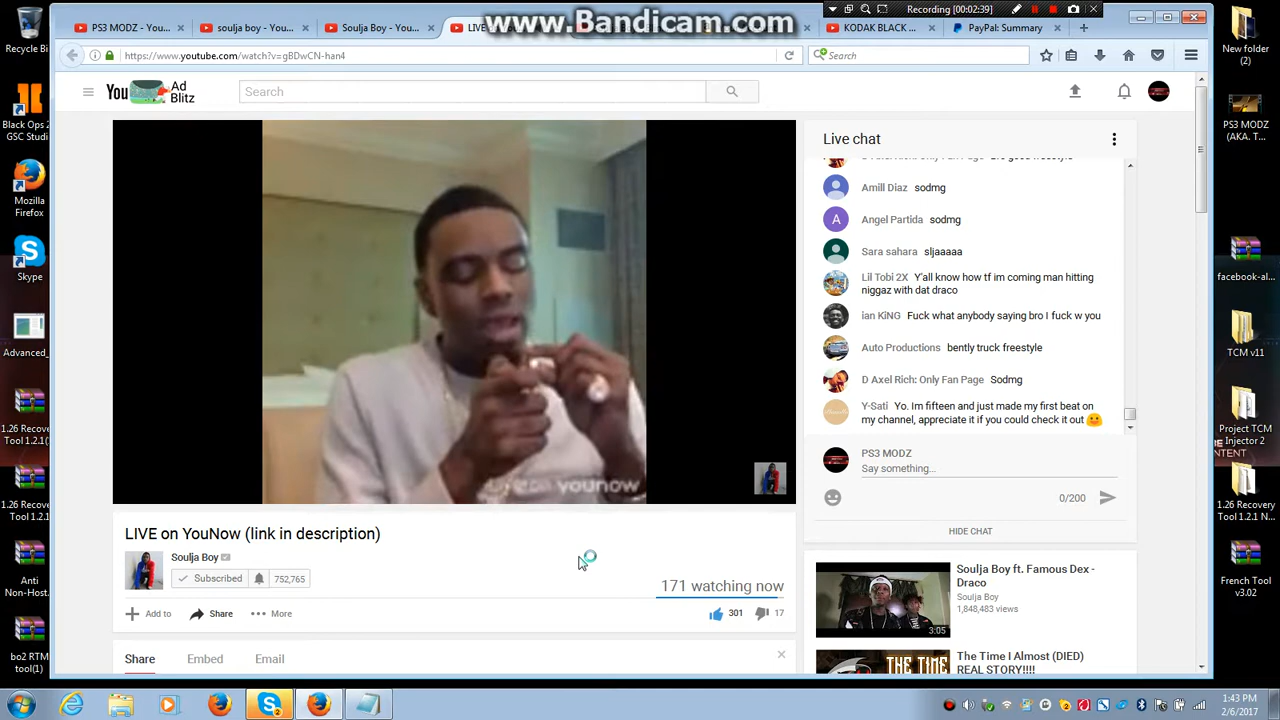 www.Bandicam.com
Recording [00:02:39]
PS3 MODZ - You...
soulja boy - You...
Soulja Boy - You...
LIVE
KODAK BLACK ...
PayPal: Summary
https://www.youtube.com/watch?v=gBDwCN-han4
Search
You
Ad
Blitz
Search
Live chat
Amill Diaz sodmg
Angel Partida sodmg
Sara sahara sljaaaaa
Lil Tobi 2X Y'all know how tf im coming man hitting
niggaz with dat draco
ian KiNG Fuck what anybody saying bro I fuck w you
Auto Productions bently truck freestyle
D Axel Rich: Only Fan Page Sodmg
Y-Sati Yo. Im fifteen and just made my first beat on
my channel, appreciate it if you could check it out
PS3 MODZ
Say something...
0/200
HIDE CHAT
younow
LIVE on YouNow (link in description)
Soulja Boy
Subscribed
752,765
171 watching now
Add to
Share
More
301
17
Share
Embed
Email
Soulja Boy ft. Famous Dex -
Draco
Soulja Boy
1,848,483 views
3:05
The Time I Almost (DIED)
REAL STORY!!!!
THE TIME
Recycle Bin
Black Ops 2
GSC Studio
Mozilla
Firefox
Skype
Advanced_...
1.26 Recovery
Tool 1.2.1(...
1.26 Recovery
Tool 1.2.1...
1.26 Recovery
Tool 1.2.1 N...
Anti
Non-Host...
bo2 RTM
tool(1)
New folder
(2)
PS3 MODZ
(AKA. T...
facebook-al...
TCM v11
Project TCM
Injector 2
French Tool
v3.02
1:43 PM
2/6/2017